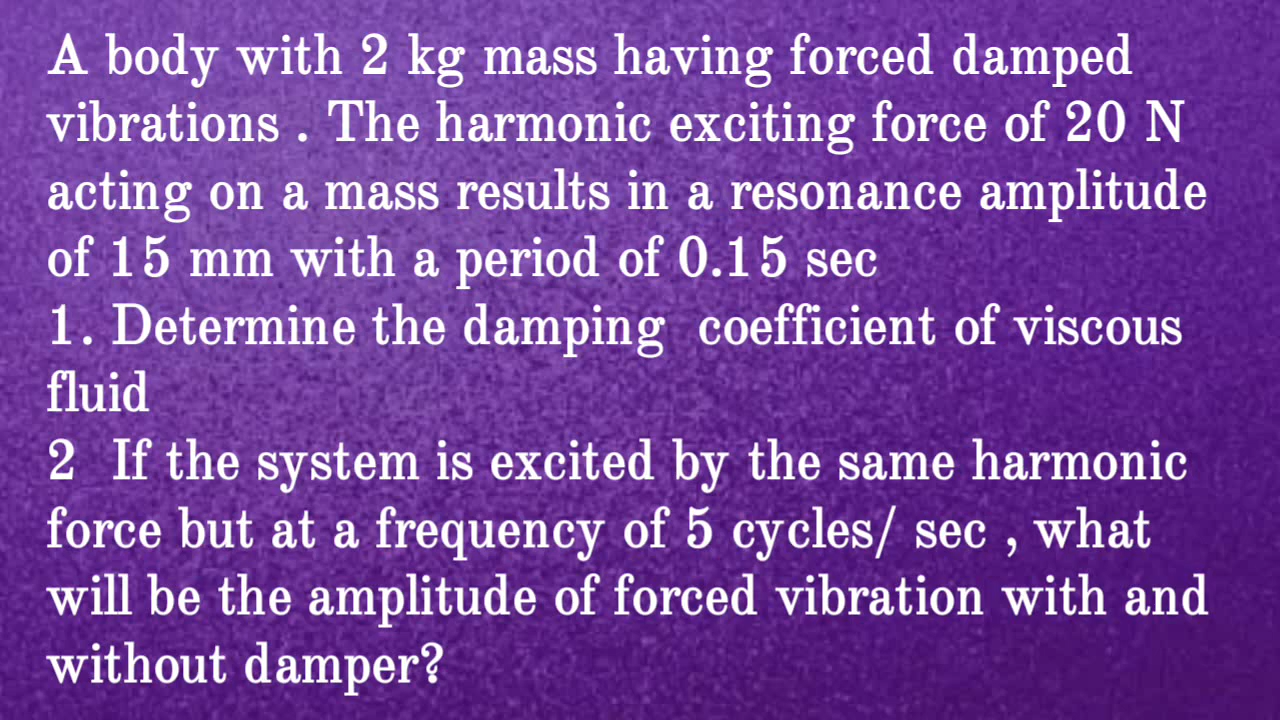 A body with 2 kg mass having forced damped
vibrations . The harmonic exciting force of 20 N
acting on a mass results in a resonance amplitude
of 15 mm with a period of 0.15 sec
1. Determine the damping  coefficient of viscous
fluid
2  If the system is excited by the same harmonic
force but at a frequency of 5 cycles/ sec , what
will be the amplitude of forced vibration with and
without damper?